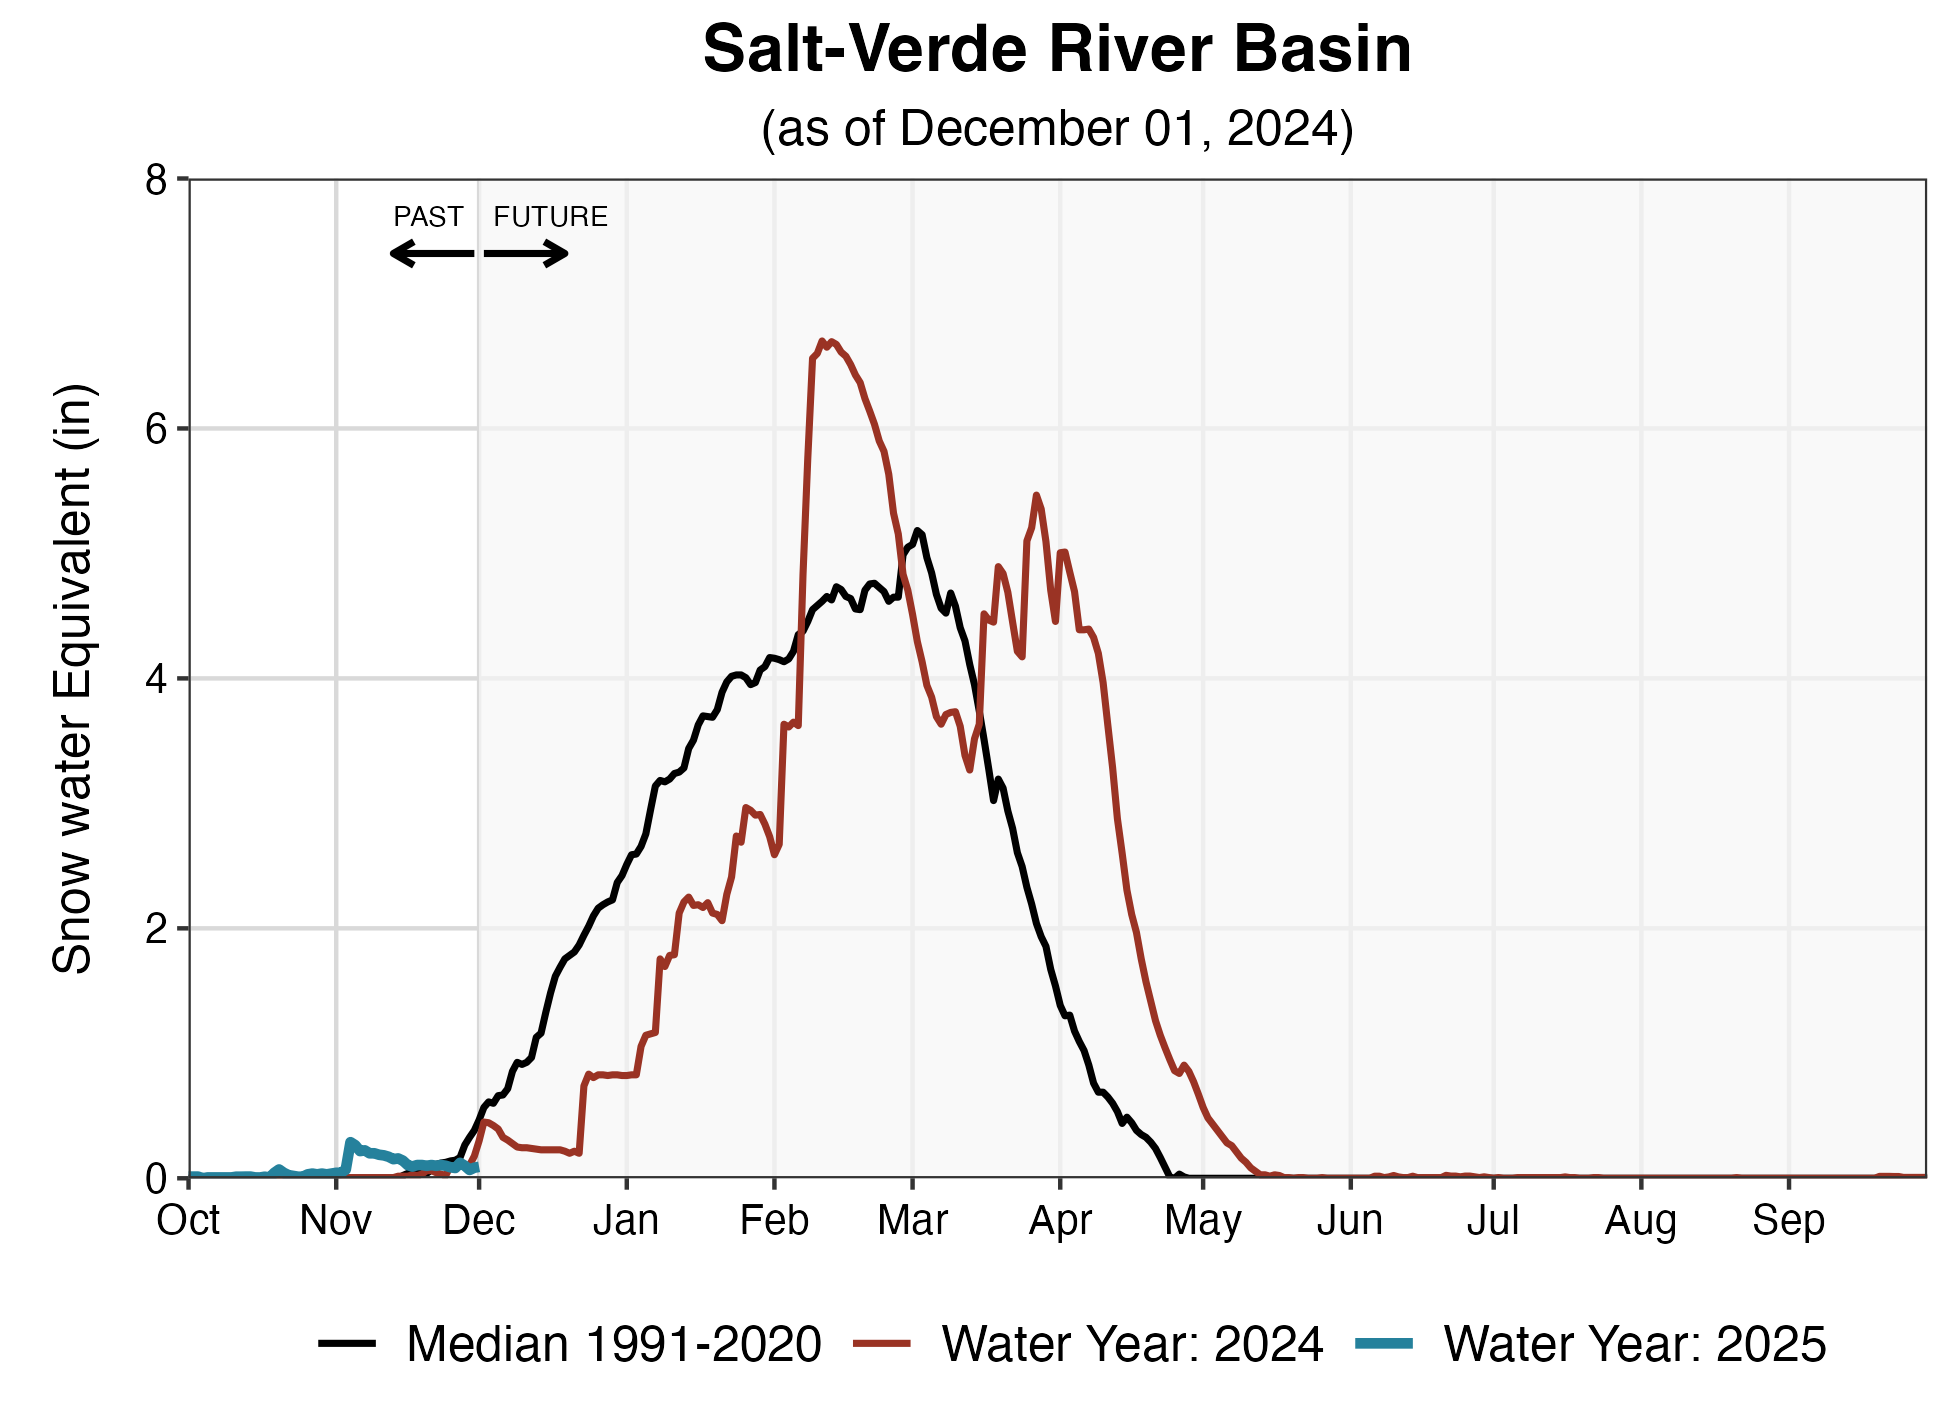 Salt-Verde River Basin
(as of December 01, 2024)
PAST FUTURE
Snow water Equivalent (in)
8
6
4
2
0
Oct Nov Dec Jan Feb Mar Apr May Jun Jul Aug Sep
Median 1991-2020 Water Year: 2024 Water Year: 2025